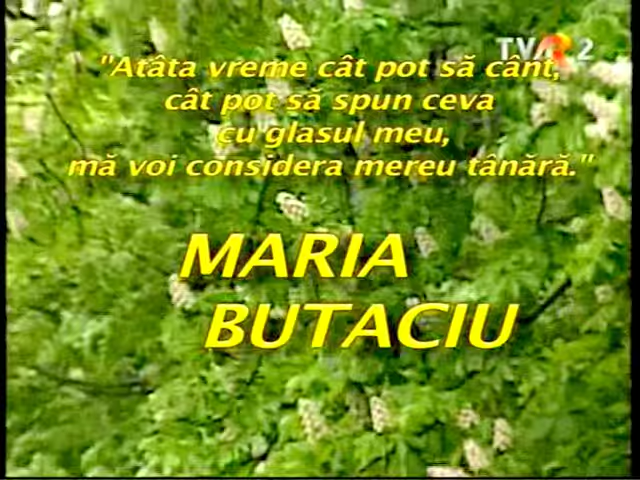 TVR 2
"Atâta vreme cât pot să cânt,
cât pot să spun ceva
cu glasul meu,
mă voi considera mereu tânără."
MARIA
BUTACIU